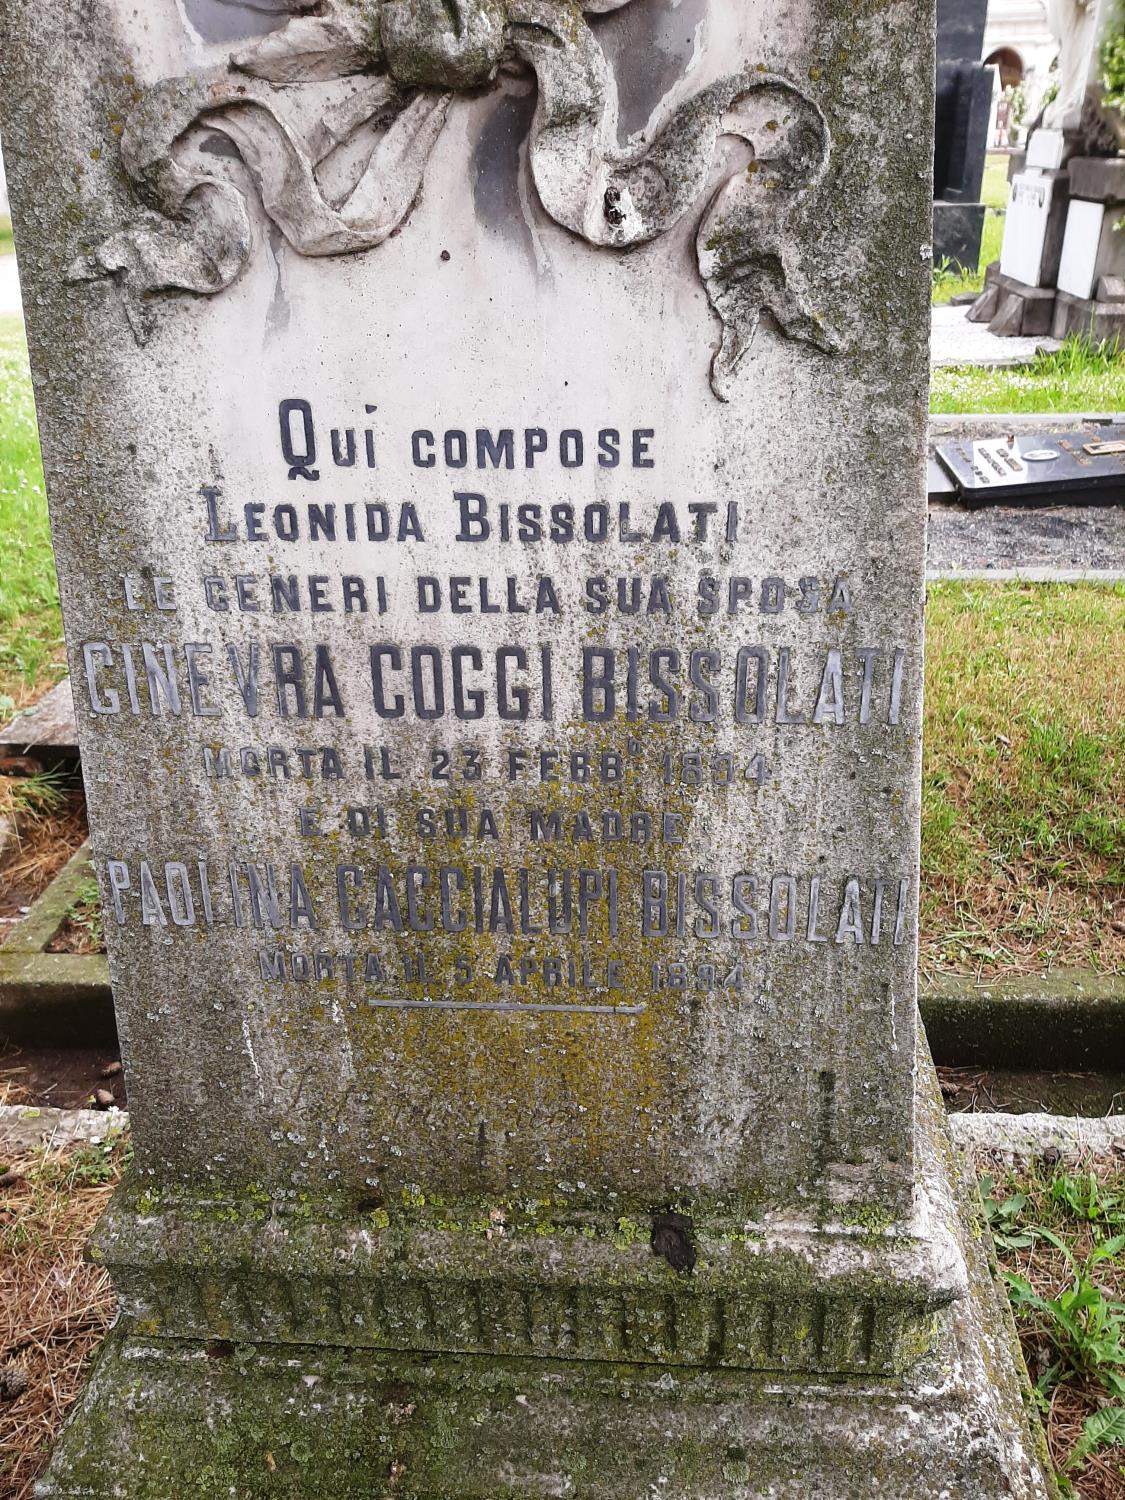 Qui compose
Leonida Bissolati
le ceneri della sua sposa
GINEVRA COGGI BISSOLATI
MORTA IL 23 FEBB.o 1894
E DI SUA MADRE
PAOLINA CACCIALUPI BISSOLATI
MORTA IL 5 APRILE 1894